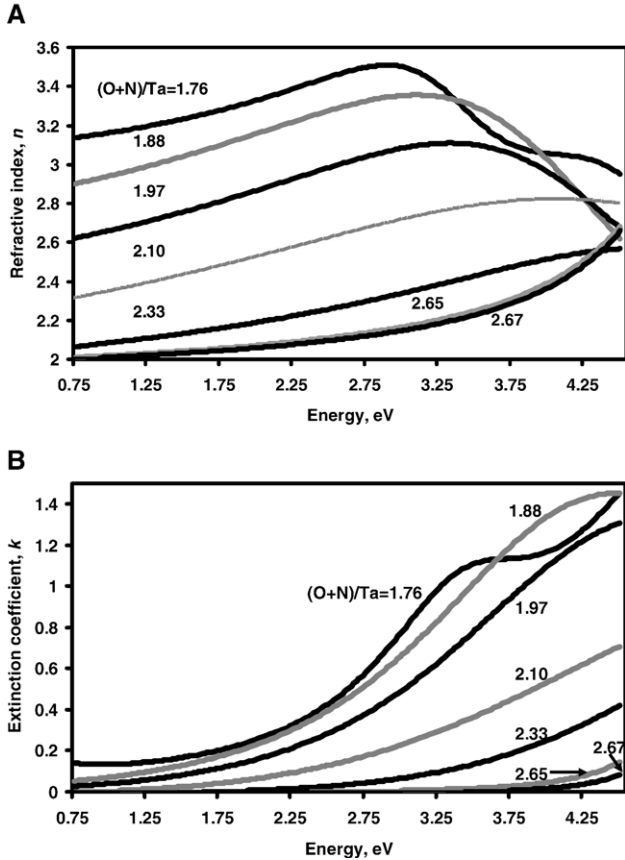 A
3.6
3.4
3.2
3
2.8
2.6
2.4
2.2
2
Refractive index, n
(O+N)/Ta=1.76
1.88
1.97
2.10
2.33
2.65
2.67
0.75 1.25 1.75 2.25 2.75 3.25 3.75 4.25
Energy, eV
B
1.4
1.2
1
0.8
0.6
0.4
0.2
0
Extinction coefficient, k
1.88
(O+N)/Ta=1.76
1.97
2.10
2.33
2.67
2.65
0.75 1.25 1.75 2.25 2.75 3.25 3.75 4.25
Energy, eV